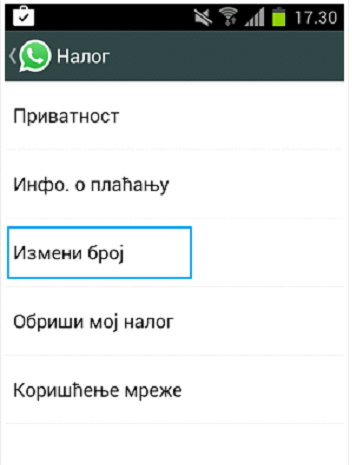 17.30
Налог
Приватност
Инфо. о плаћању
Измени број
Обриши мој налог
Коришћење мреже